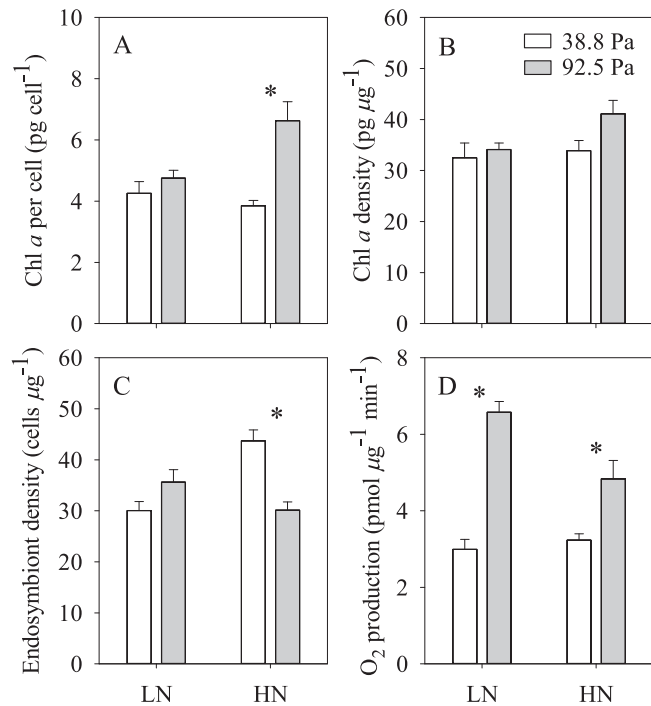 A
Chl a per cell (pg cell⁻¹)
8
6
4
2
0
*
B
38.8 Pa
92.5 Pa
Chl a density (pg µg⁻¹)
60
50
40
30
20
10
0
C
Endosymbiont density (cells µg⁻¹)
60
50
40
30
20
10
0
*
LN HN
D
O₂ production (pmol µg⁻¹ min⁻¹)
8
6
4
2
0
*
*
LN HN